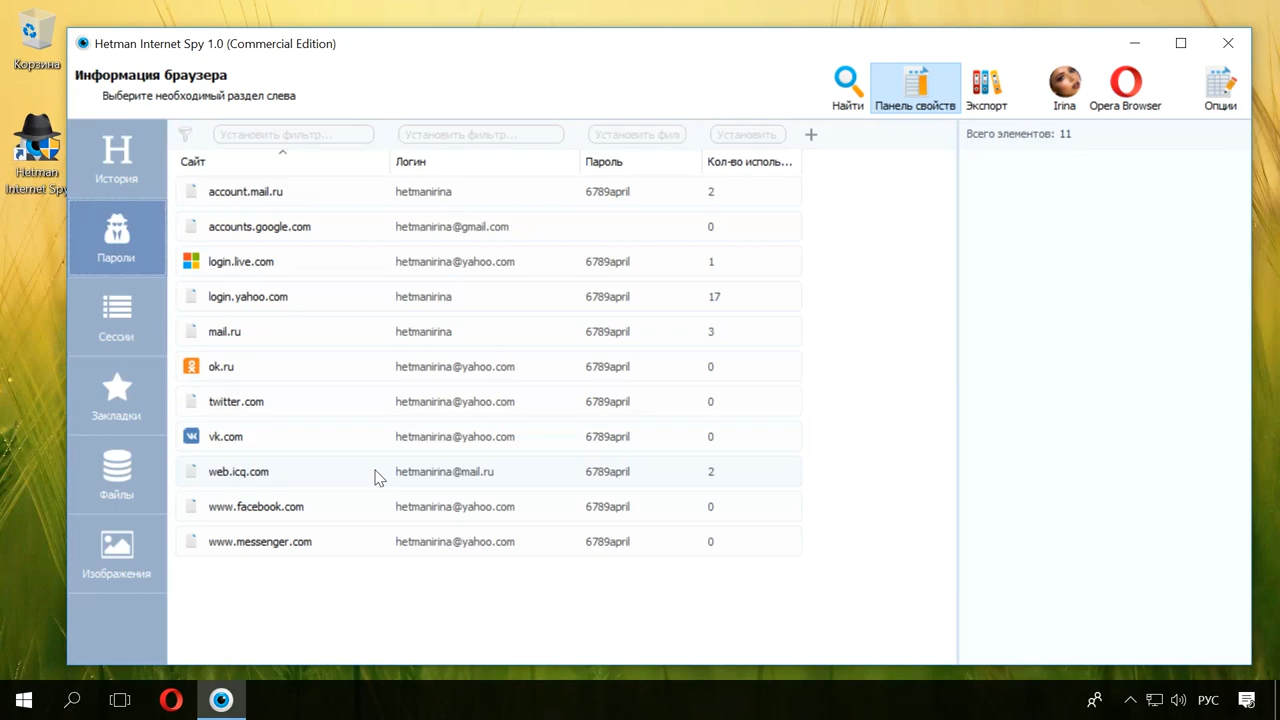 Корзина
Hetman
Internet Spy
Hetman Internet Spy 1.0 (Commercial Edition)
Информация браузера
Выберите необходимый раздел слева
Найти
Панель свойств
Экспорт
Irina
Opera Browser
Опции
История
Пароли
Сессии
Закладки
Файлы
Изображения
Установить фильтр...
Установить фильтр...
Установить фил
Установить
Всего элементов: 11
Сайт Логин Пароль Кол-во исполь...
account.mail.ru hetmanirina 6789april 2
accounts.google.com hetmanirina@gmail.com 0
login.live.com hetmanirina@yahoo.com 6789april 1
login.yahoo.com hetmanirina 6789april 17
mail.ru hetmanirina 6789april 3
ok.ru hetmanirina@yahoo.com 6789april 0
twitter.com hetmanirina@yahoo.com 6789april 0
vk.com hetmanirina@yahoo.com 6789april 0
web.icq.com hetmanirina@mail.ru 6789april 2
www.facebook.com hetmanirina@yahoo.com 6789april 0
www.messenger.com hetmanirina@yahoo.com 6789april 0
РУС